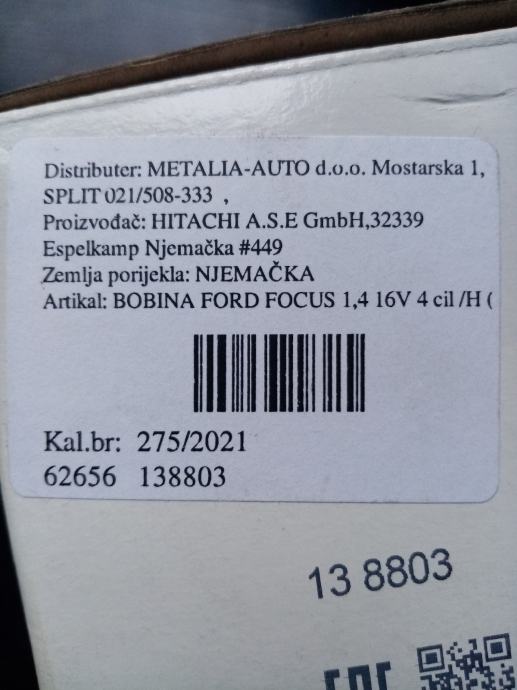 Distributer: METALIA-AUTO d.o.o. Mostarska 1,
SPLIT 021/508-333 ,
Proizvođač: HITACHI A.S.E GmbH,32339
Espelkamp Njemačka #449
Zemlja porijekla: NJEMAČKA
Artikal: BOBINA FORD FOCUS 1,4 16V 4 cil /H (
Kal.br: 275/2021
62656 138803
13 8803